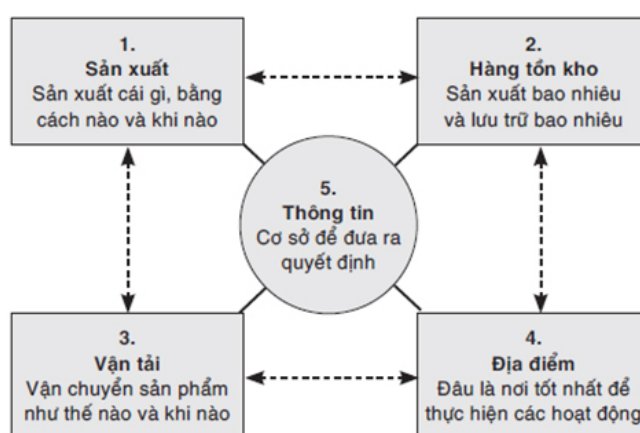 1.
Sản xuất
Sản xuất cái gì, bằng
cách nào và khi nào
2.
Hàng tồn kho
Sản xuất bao nhiêu
và lưu trữ bao nhiêu
5.
Thông tin
Cơ sở để đưa ra
quyết định
3.
Vận tải
Vận chuyển sản phẩm
như thế nào và khi nào
4.
Địa điểm
Đâu là nơi tốt nhất để
thực hiện các hoạt động